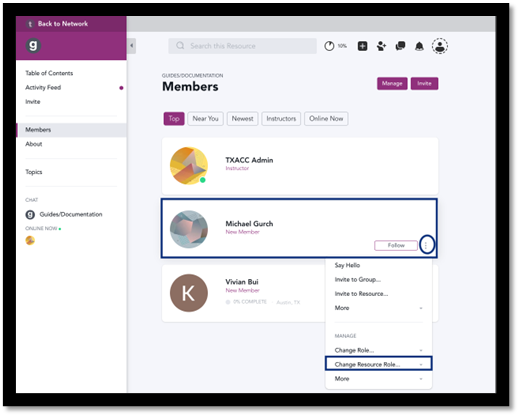 t Back to Network
g
Search this Resource
10%
Table of Contents
Activity Feed
Invite
Members
About
Topics
CHAT
g Guides/Documentation
ONLINE NOW
GUIDES/DOCUMENTATION
Members
Manage
Invite
Top
Near You
Newest
Instructors
Online Now
TXACC Admin
Instructor
Michael Gurch
New Member
Follow
K
Vivian Bui
New Member
0% COMPLETE
Austin, TX
Say Hello
Invite to Group...
Invite to Resource...
More
MANAGE
Change Role...
Change Resource Role...
More